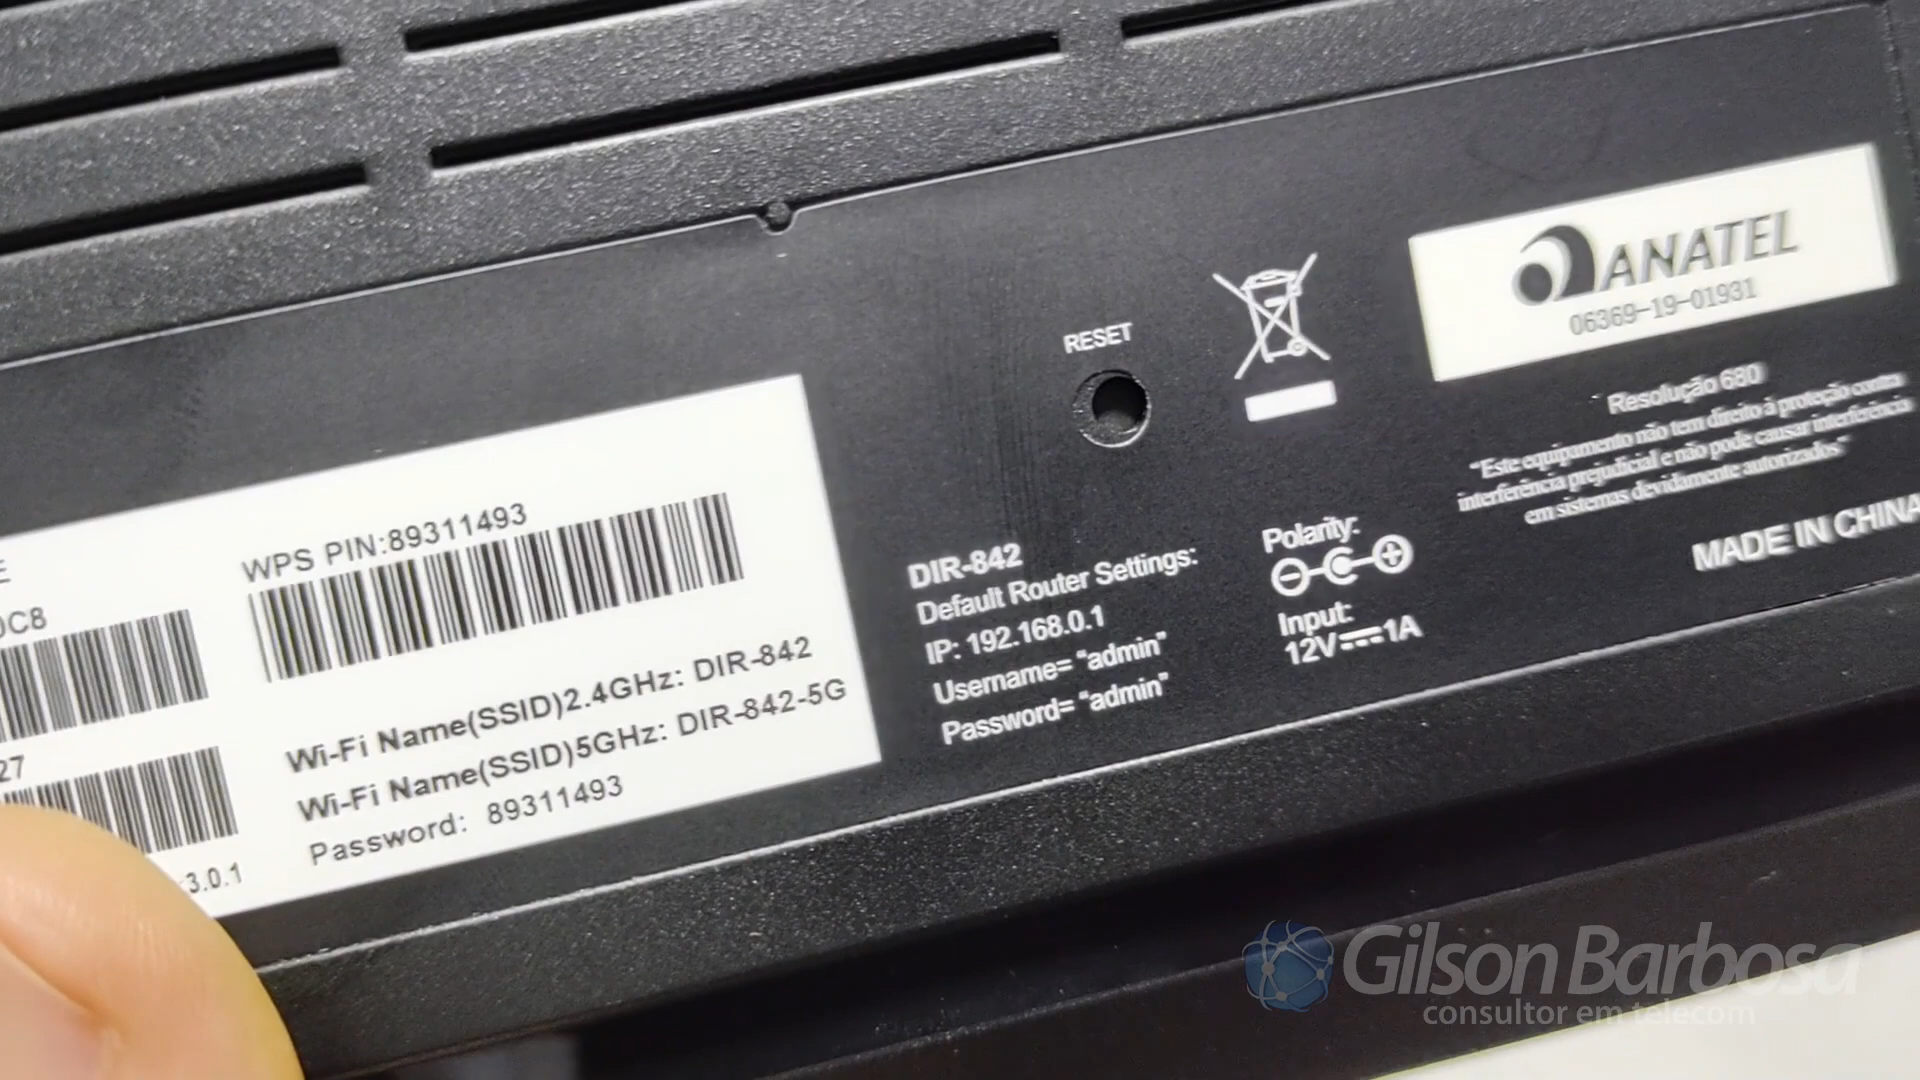 0C8
27
3.0.1
WPS PIN:89311493
Wi-Fi Name(SSID)2.4GHz: DIR-842
Wi-Fi Name(SSID)5GHz: DIR-842-5G
Password: 89311493
RESET
DIR-842
Default Router Settings:
IP: 192.168.0.1
Username= “admin”
Password= “admin”
Polarity:
Input:
12V⎓1A
ANATEL
06369-19-01931
Resolução 680
“Este equipamento não tem direito à proteção contra
interferência prejudicial e não pode causar interferência
em sistemas devidamente autorizados”
MADE IN CHINA
Gilson Barbosa
consultor em telecom